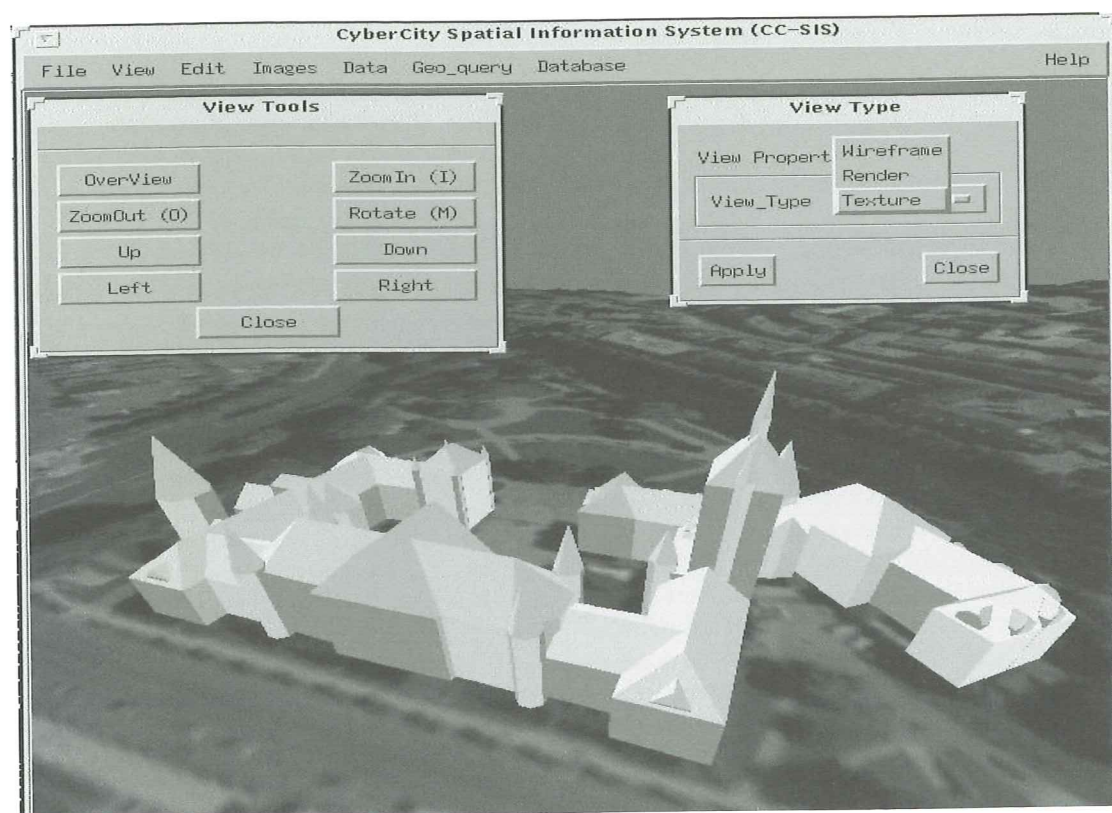 CyberCity Spatial Information System (CC-SIS)
File View Edit Images Data Geo_query Database Help
View Tools
OverView ZoomIn (I)
ZoomOut (O) Rotate (M)
Up Down
Left Right
Close
View Type
View Propert
Wireframe
Render
View_Type Texture
Apply Close